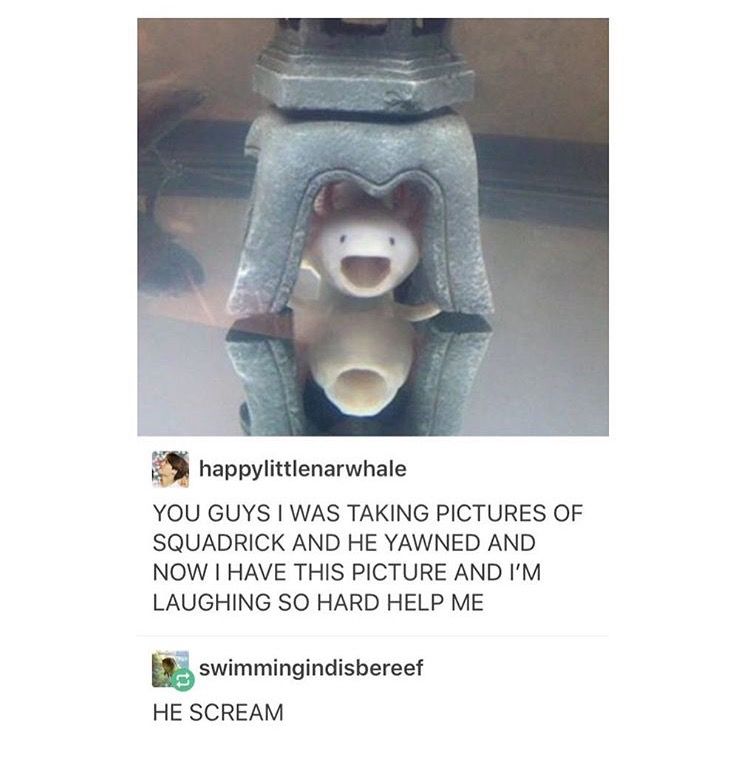 happylittlenarwhale
YOU GUYS I WAS TAKING PICTURES OF
SQUADRICK AND HE YAWNED AND
NOW I HAVE THIS PICTURE AND I'M
LAUGHING SO HARD HELP ME
swimmingindisbereef
HE SCREAM